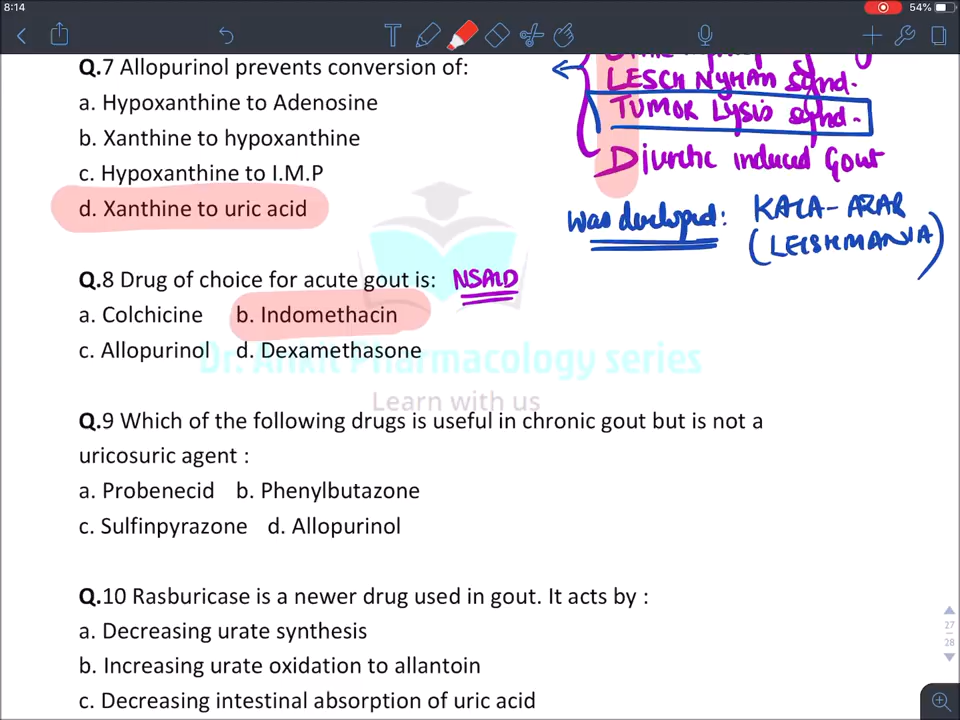 8:14
54%
Q.7 Allopurinol prevents conversion of:
a. Hypoxanthine to Adenosine
b. Xanthine to hypoxanthine
c. Hypoxanthine to I.M.P
d. Xanthine to uric acid
LESCH NYHAN Synd.
TUMOR LYSIS synd.
Diuretic induced Gout
was developed: KALA-AZAR
(LEISHMANIA)
Q.8 Drug of choice for acute gout is: NSAID
a. Colchicine b. Indomethacin
c. Allopurinol d. Dexamethasone
Dr. Ankit Pharmacology series
Learn with us
Q.9 Which of the following drugs is useful in chronic gout but is not a
uricosuric agent :
a. Probenecid b. Phenylbutazone
c. Sulfinpyrazone d. Allopurinol
Q.10 Rasburicase is a newer drug used in gout. It acts by :
a. Decreasing urate synthesis
b. Increasing urate oxidation to allantoin
c. Decreasing intestinal absorption of uric acid
27
28